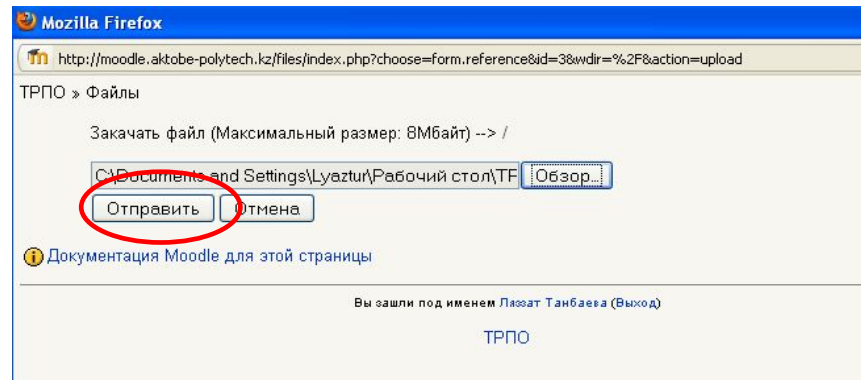 Mozilla Firefox
http://moodle.aktobe-polytech.kz/files/index.php?choose=form.reference&id=3&wdir=%2F&action=upload
ТРПО » Файлы
Закачать файл (Максимальный размер: 8Мбайт) --> /
C:\Documents and Settings\Lyaztur\Рабочий стол\TF Обзор...
Отправить Отмена
Документация Moodle для этой страницы
Вы зашли под именем Ляззат Танбаева (Выход)
ТРПО